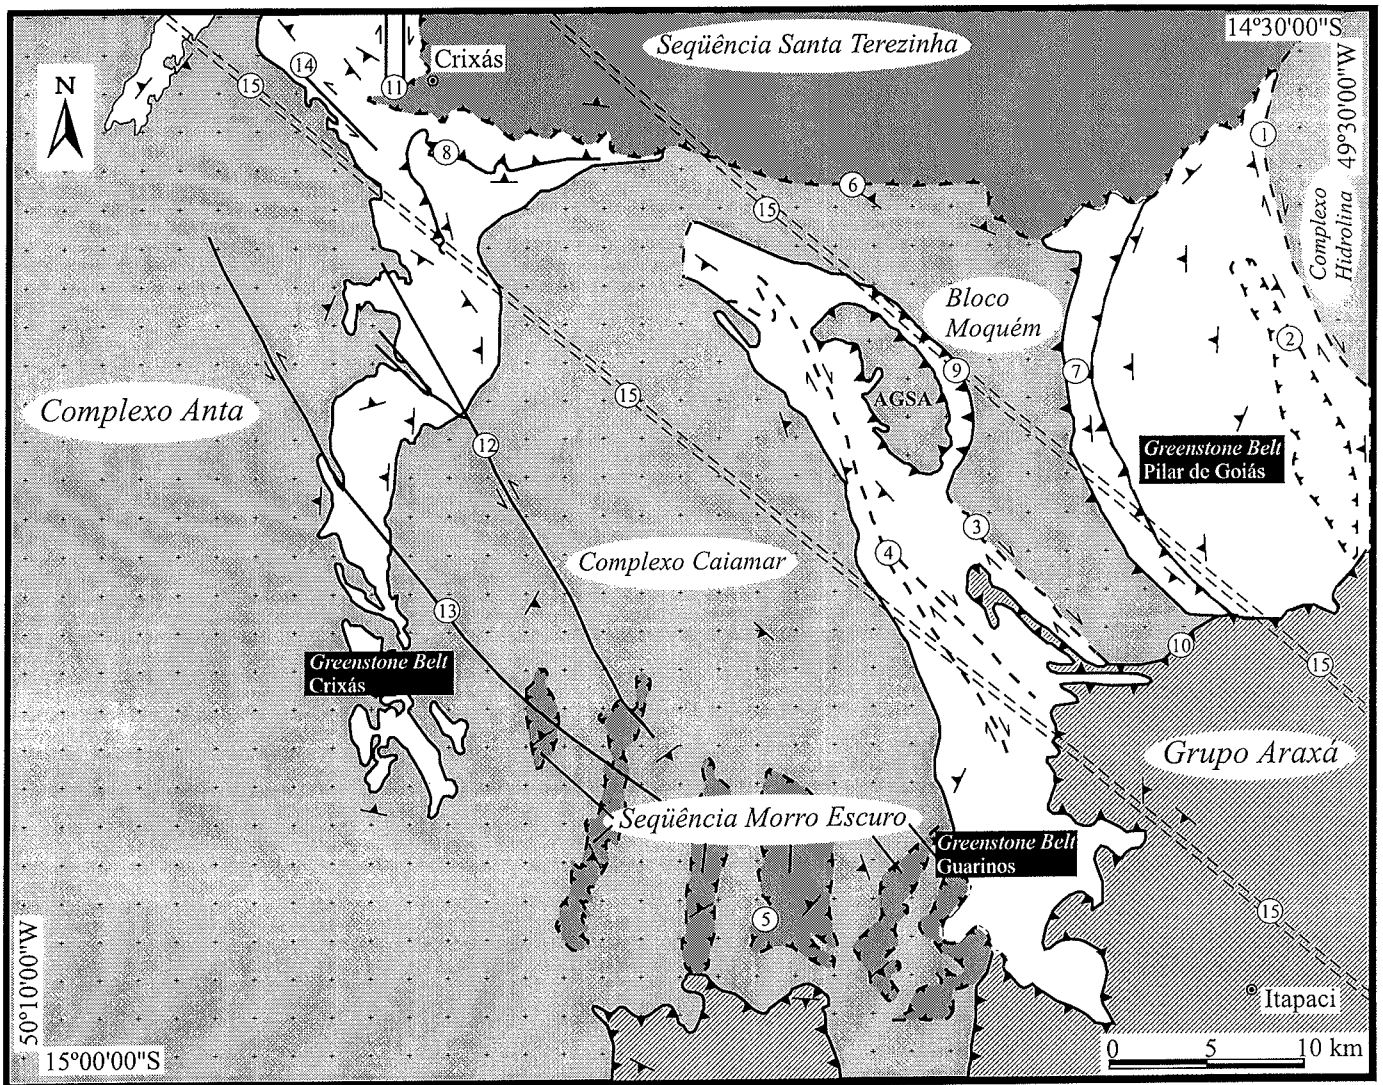 14°30'00"S
Seqüência Santa Terezinha
Crixás
14
15
11
N
49°30'00"W
1
8
6
15
Complexo
Hidrolina
Bloco
Moquém
2
9
7
15
AGSA
Complexo Anta
12
Greenstone Belt
Pilar de Goiás
3
4
Complexo Caiamar
13
10
15
Greenstone Belt
Crixás
Grupo Araxá
Seqüência Morro Escuro
Greenstone Belt
Guarinos
5
15
50°10'00"W
Itapaci
15°00'00"S
0 5 10 km